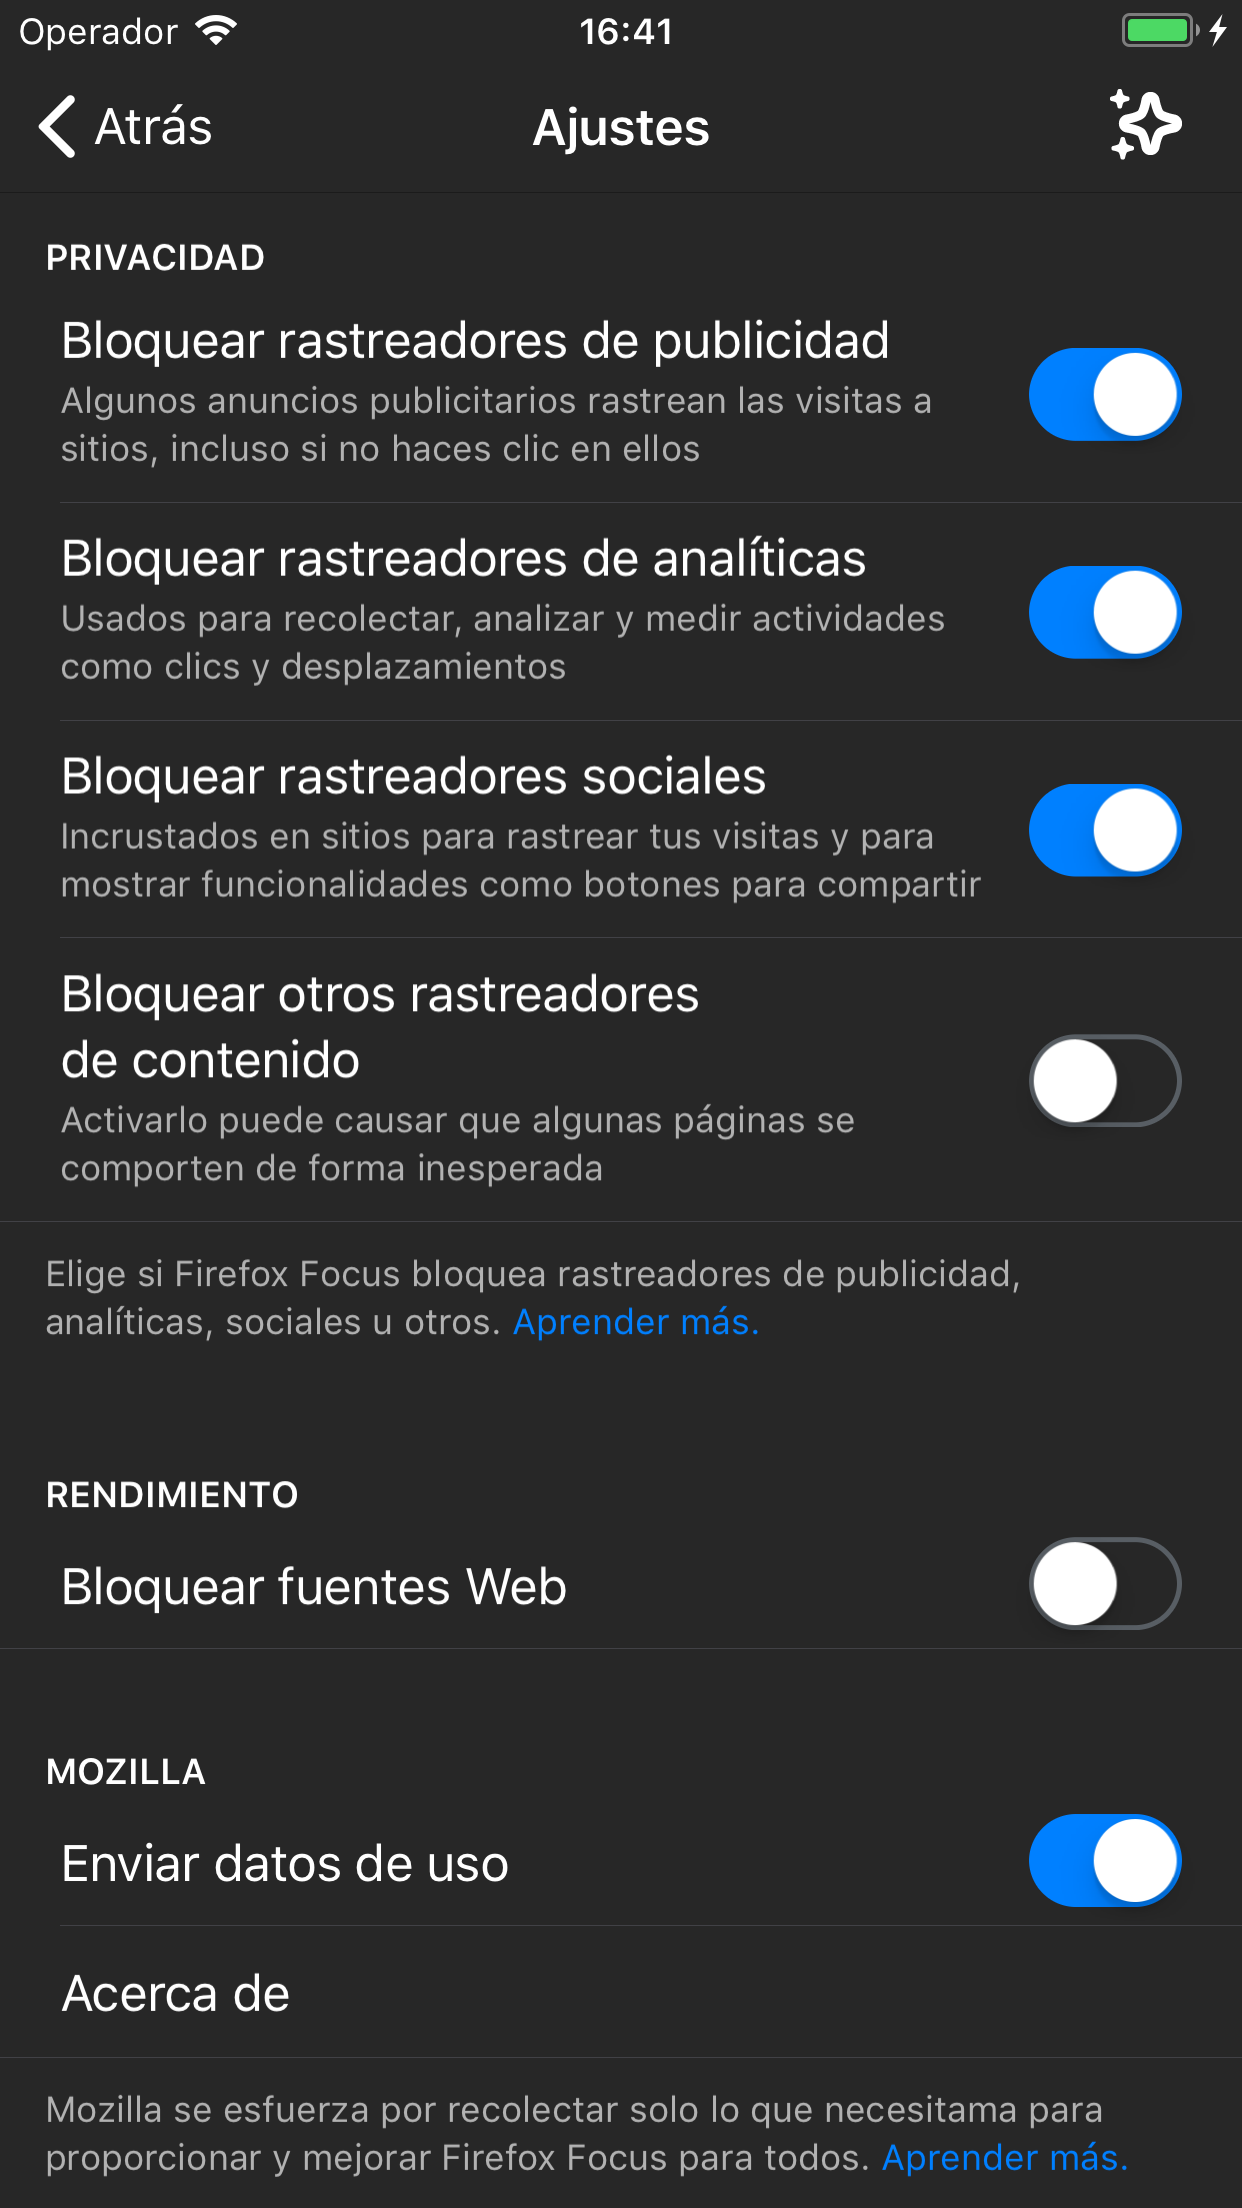 Operador
16:41
Atrás
Ajustes
PRIVACIDAD
Bloquear rastreadores de publicidad
Algunos anuncios publicitarios rastrean las visitas a
sitios, incluso si no haces clic en ellos
Bloquear rastreadores de analíticas
Usados para recolectar, analizar y medir actividades
como clics y desplazamientos
Bloquear rastreadores sociales
Incrustados en sitios para rastrear tus visitas y para
mostrar funcionalidades como botones para compartir
Bloquear otros rastreadores
de contenido
Activarlo puede causar que algunas páginas se
comporten de forma inesperada
Elige si Firefox Focus bloquea rastreadores de publicidad,
analíticas, sociales u otros. Aprender más.
RENDIMIENTO
Bloquear fuentes Web
MOZILLA
Enviar datos de uso
Acerca de
Mozilla se esfuerza por recolectar solo lo que necesitama para
proporcionar y mejorar Firefox Focus para todos. Aprender más.